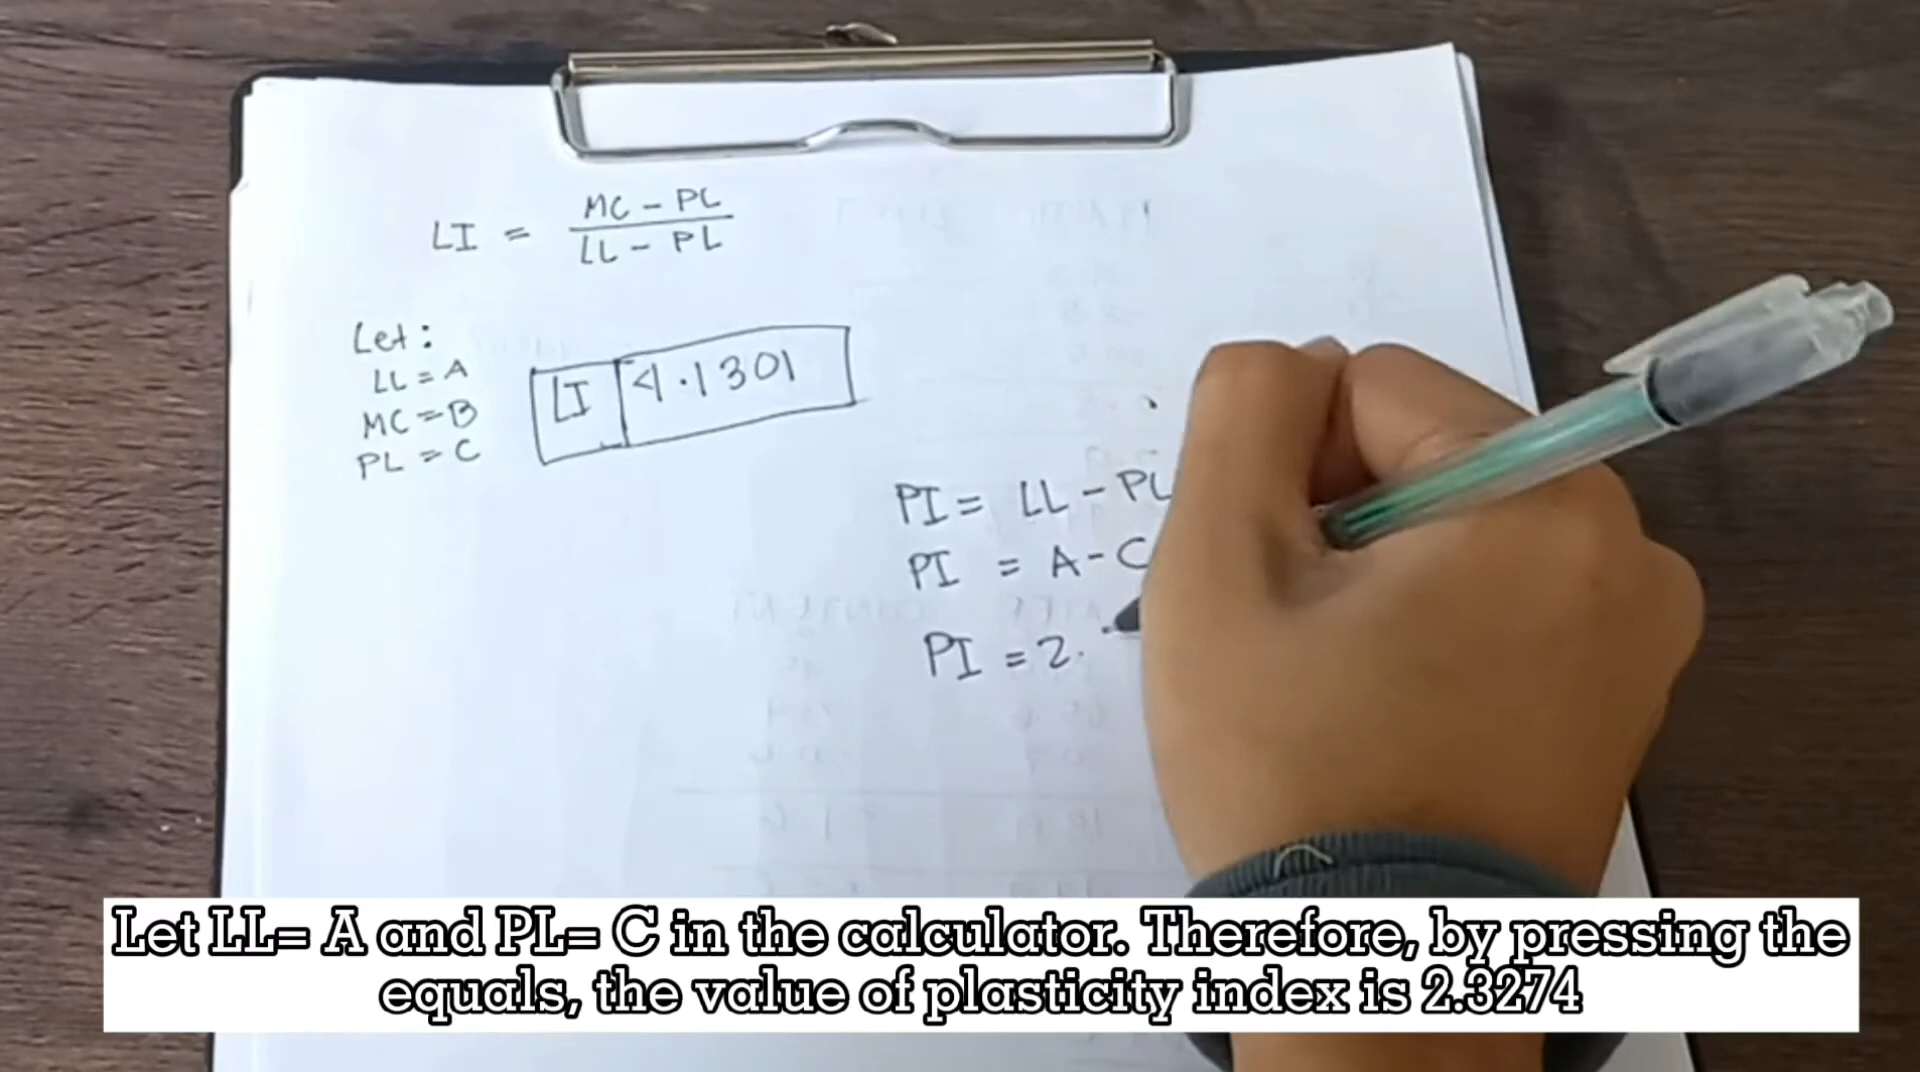 LI = MC - PL
LL - PL
Let:
LL = A
MC = B
PL = C
LI 4.1301
PI = LL - PL
PI = A - C
PI = 2.
Let LL= A and PL= C in the calculator. Therefore, by pressing the
equals, the value of plasticity index is 2.3274